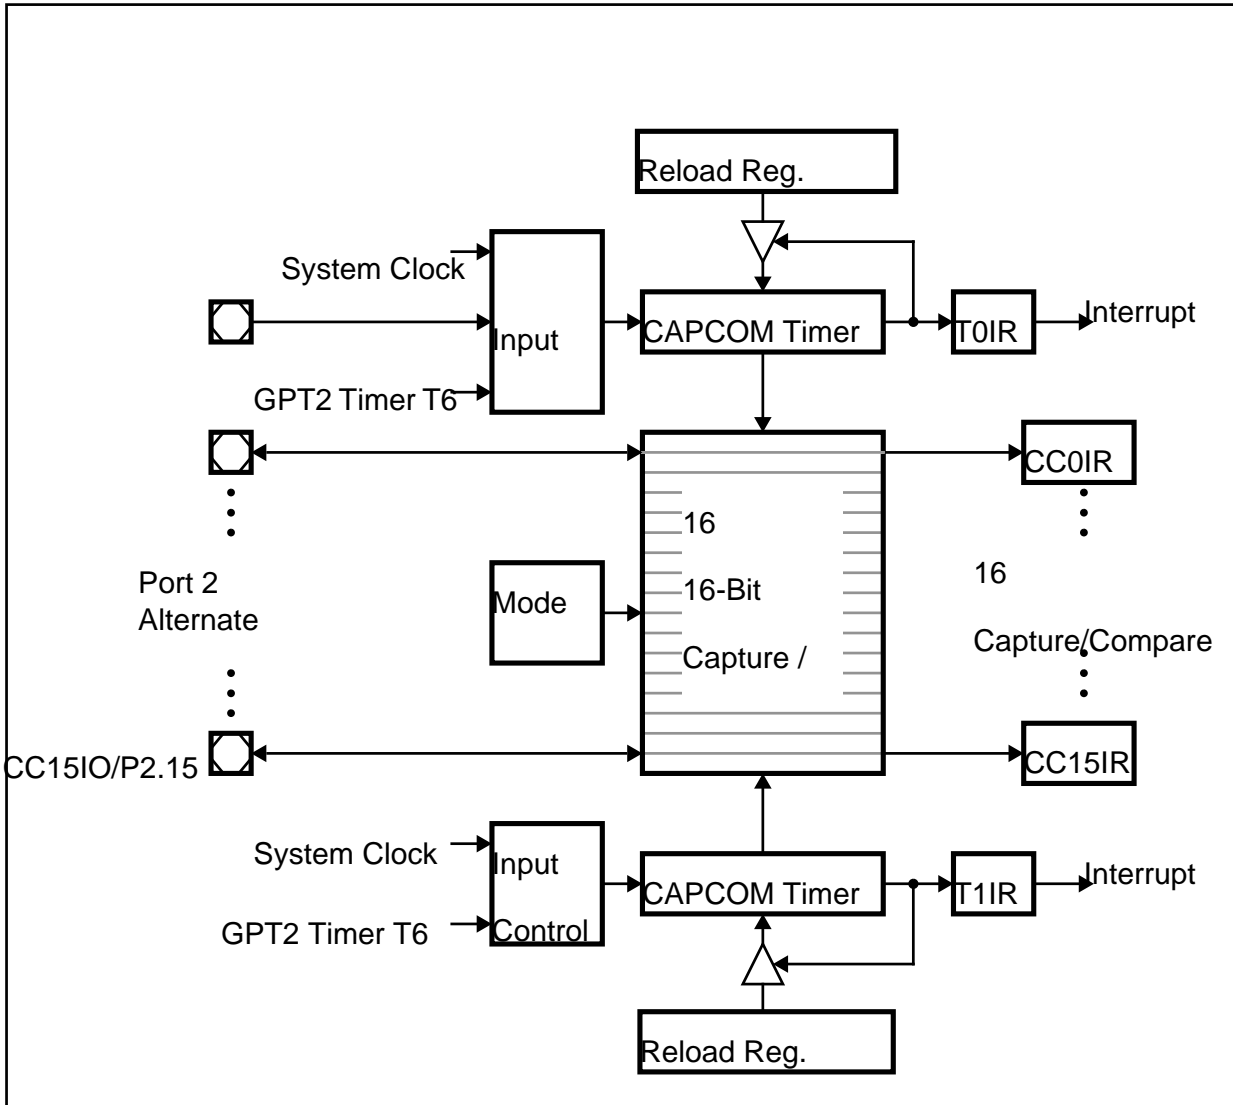 Reload Reg.
System Clock
Input
CAPCOM Timer
T0IR
Interrupt
GPT2 Timer T6
CC0IR
16
16-Bit
Capture /
Port 2
Alternate
Mode
16
Capture/Compare
CC15IO/P2.15
CC15IR
System Clock
Input
Control
GPT2 Timer T6
CAPCOM Timer
T1IR
Interrupt
Reload Reg.